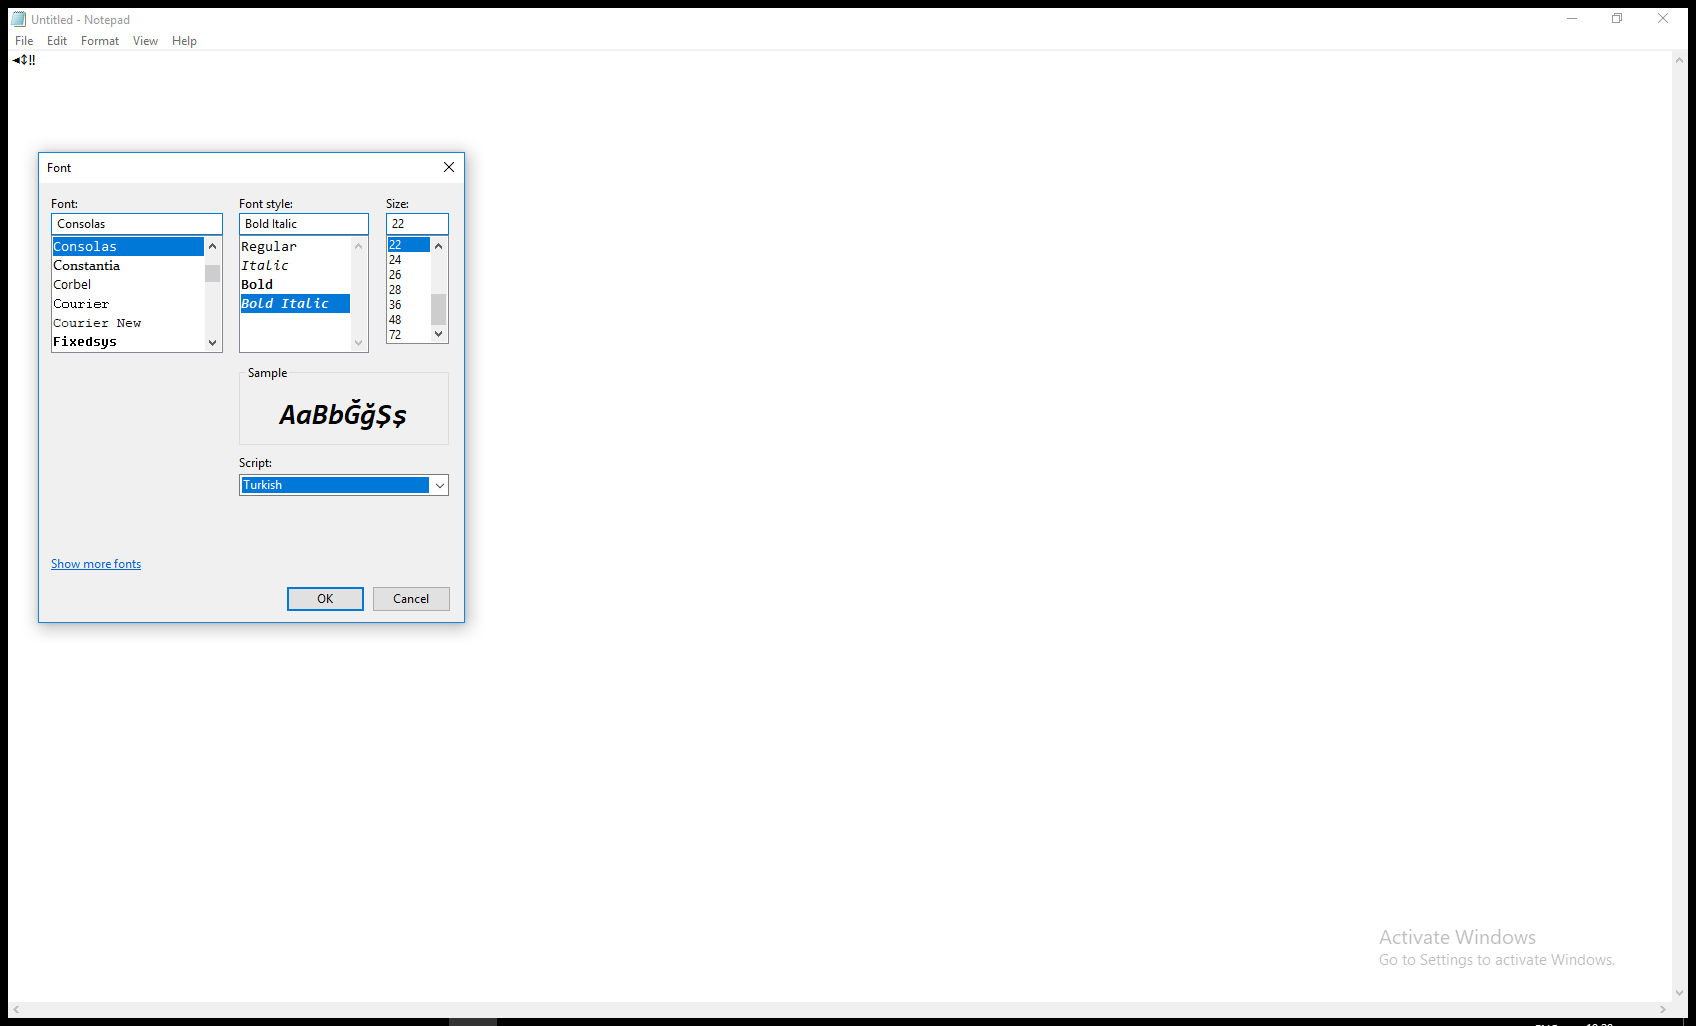 Untitled - Notepad
File Edit Format View Help
◄↕‼
Font
Font: Font style: Size:
Consolas Bold Italic 22
Consolas Regular 22
Constantia Italic 24
Corbel Bold 26
Courier Bold Italic 28
Courier New 36
Fixedsys 48
72
Sample
AaBbĞğŞş
Script:
Turkish
Show more fonts
OK Cancel
Activate Windows
Go to Settings to activate Windows.